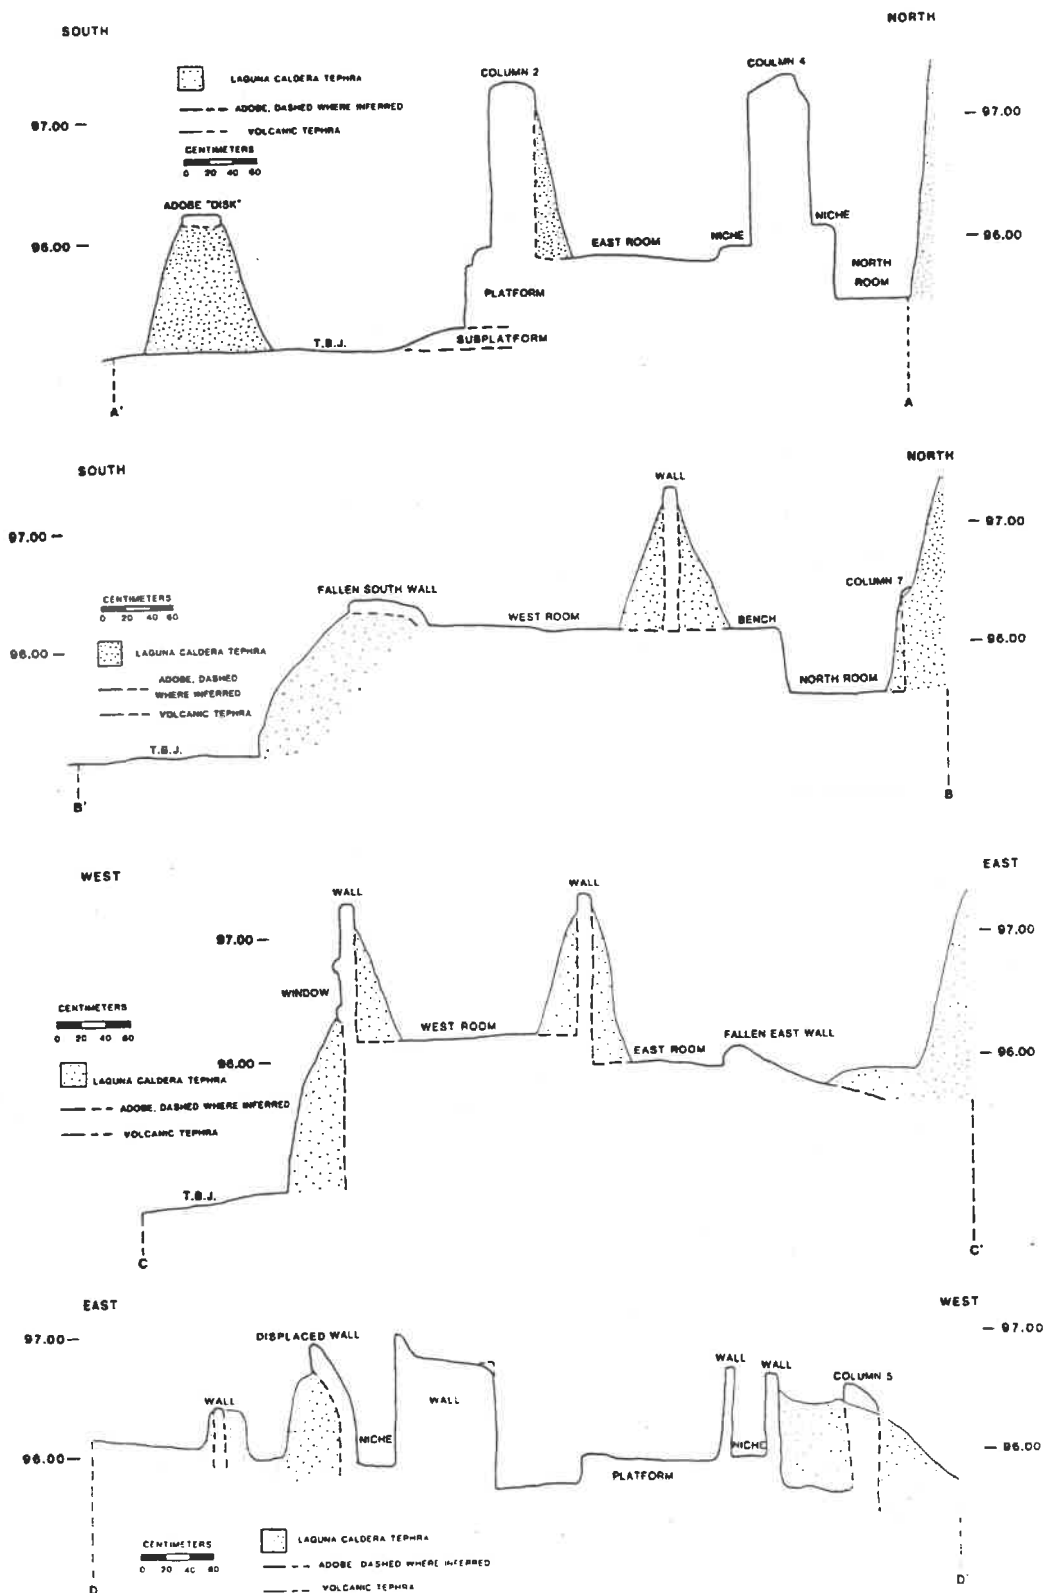 SOUTH
NORTH
LAGUNA CALDERA TEPHRA
ADOBE, DASHED WHERE INFERRED
VOLCANIC TEPHRA
CENTIMETERS
0 20 40 60
COLUMN 2
COULMN 4
97.00
97.00
ADOBE "DISK"
NICHE
96.00
EAST ROOM
NICHE
96.00
NORTH
ROOM
PLATFORM
T.B.J.
SUBPLATFORM
A'
A
SOUTH
NORTH
WALL
97.00
97.00
FALLEN SOUTH WALL
COLUMN 7
CENTIMETERS
0 20 40 60
WEST ROOM
BENCH
96.00
96.00
LAGUNA CALDERA TEPHRA
ADOBE, DASHED
WHERE INFERRED
NORTH ROOM
VOLCANIC TEPHRA
T.B.J.
B'
B
WEST
EAST
WALL
WALL
97.00
97.00
WINDOW
CENTIMETERS
0 20 40 60
WEST ROOM
FALLEN EAST WALL
96.00
EAST ROOM
96.00
LAGUNA CALDERA TEPHRA
ADOBE, DASHED WHERE INFERRED
VOLCANIC TEPHRA
T.B.J.
C
C'
EAST
WEST
97.00
DISPLACED WALL
97.00
WALL
WALL
COLUMN 5
WALL
WALL
NICHE
NICHE
96.00
96.00
PLATFORM
CENTIMETERS
0 20 40 60
LAGUNA CALDERA TEPHRA
ADOBE DASHED WHERE INFERRED
VOLCANIC TEPHRA
D
D'